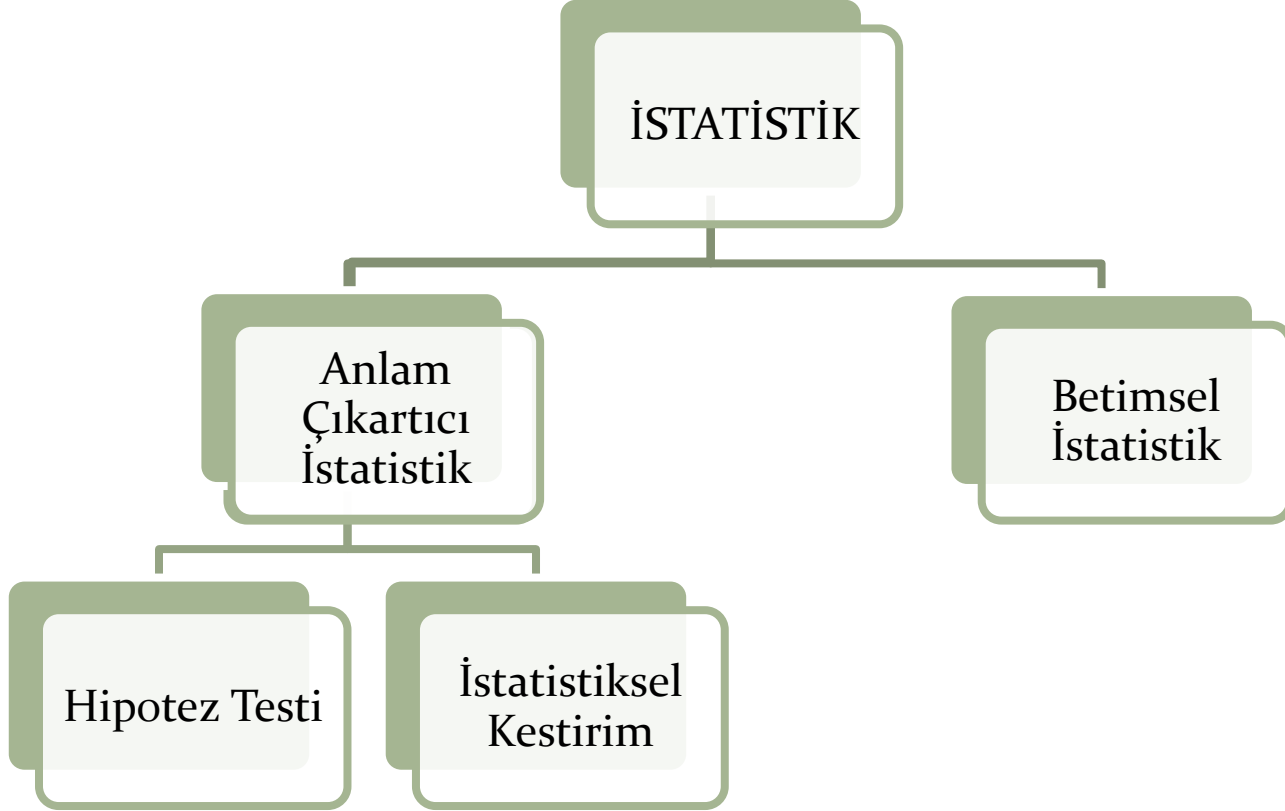 İSTATİSTİK
Anlam
Çıkartıcı
İstatistik
Betimsel
İstatistik
Hipotez Testi
İstatistiksel
Kestirim